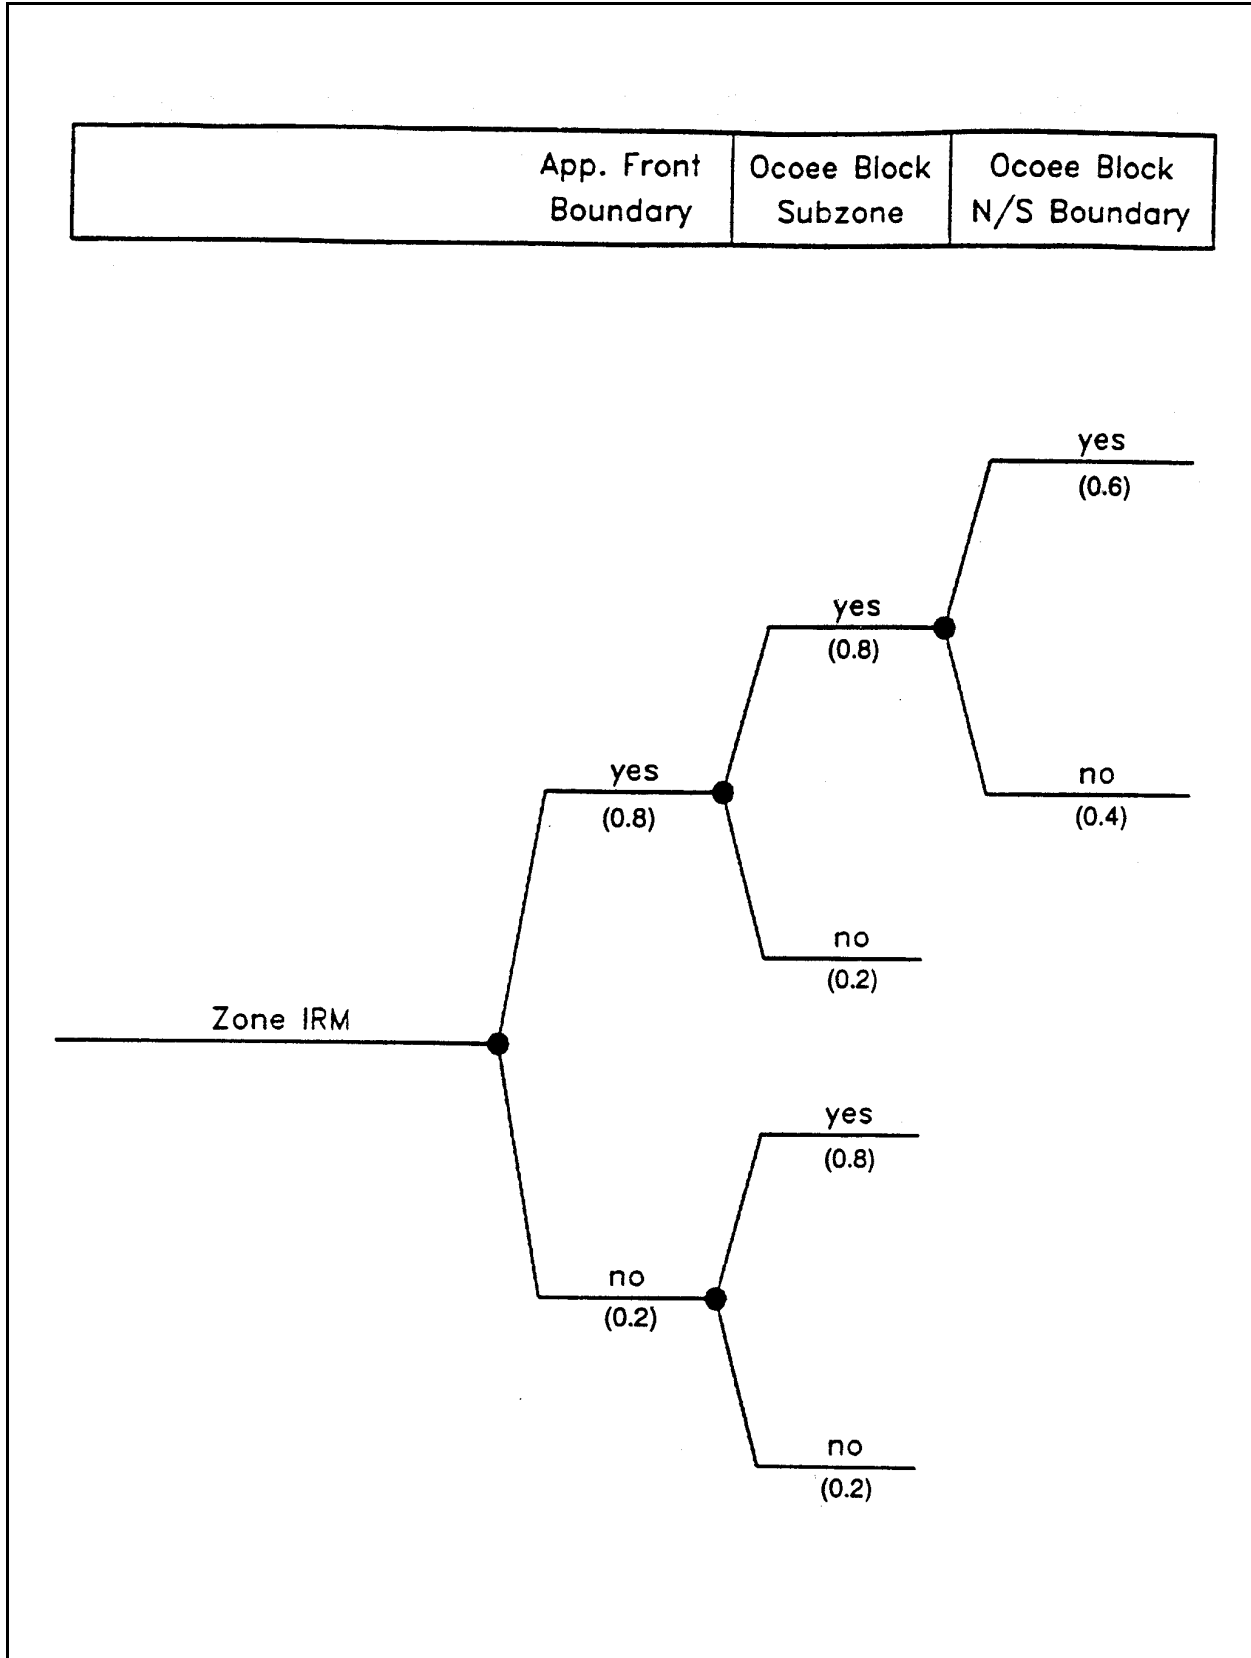 App. Front
Boundary
Ocoee Block
Subzone
Ocoee Block
N/S Boundary
yes
(0.6)
yes
(0.8)
yes
(0.8)
no
(0.4)
no
(0.2)
Zone IRM
yes
(0.8)
no
(0.2)
no
(0.2)